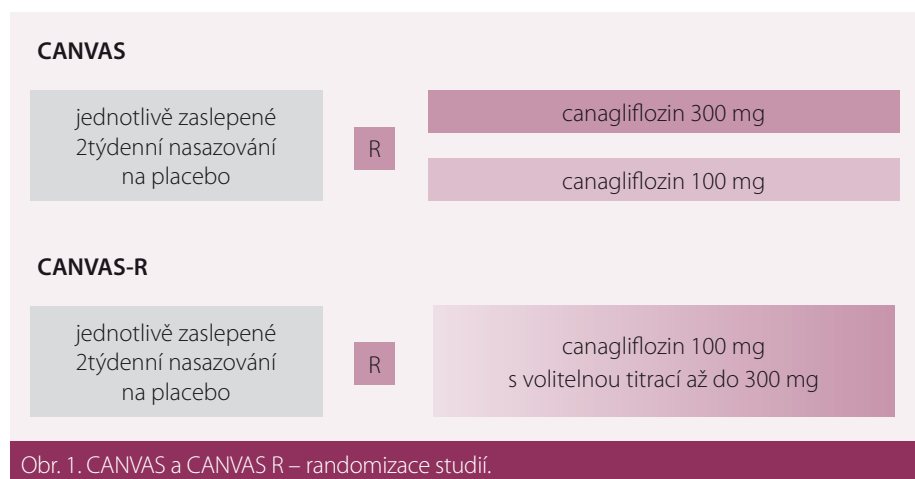 CANVAS
jednotlivě zaslepené
2týdenní nasazování
na placebo
R
canagliflozin 300 mg
canagliflozin 100 mg
CANVAS-R
jednotlivě zaslepené
2týdenní nasazování
na placebo
R
canagliflozin 100 mg
s volitelnou titrací až do 300 mg
Obr. 1. CANVAS a CANVAS R – randomizace studií.